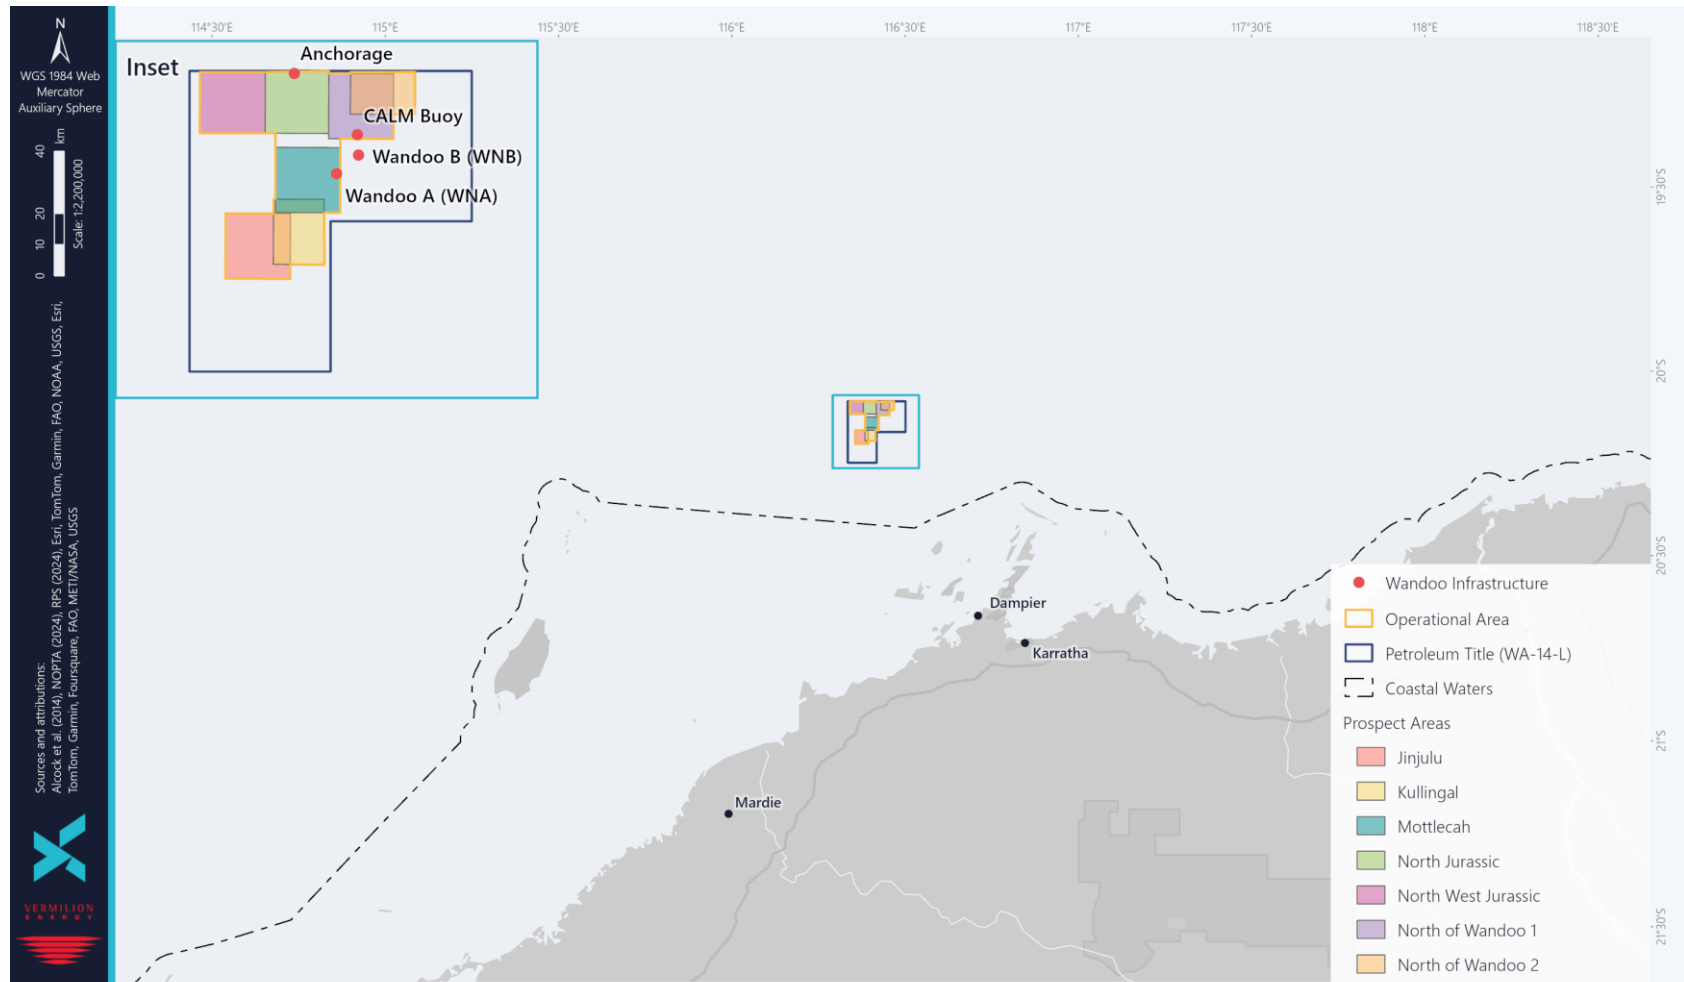 N
WGS 1984 Web
Mercator
Auxiliary Sphere
km
0 10 20 40
Scale: 1:2,200,000
Sources and attributions:
Alcock et al. (2014), NOPTA (2024), RPS (2024), Esri, TomTom, Garmin, FAO, NOAA, USGS, Esri,
TomTom, Garmin, Foursquare, FAO, METI/NASA, USGS
VERMILION
ENERGY
114°30'E 115°E 115°30'E 116°E 116°30'E 117°E 117°30'E 118°E 118°30'E
Inset
Anchorage
CALM Buoy
Wandoo B (WNB)
Wandoo A (WNA)
19°30'S
20°S
20°30'S
21°S
21°30'S
Dampier
Karratha
Mardie
Wandoo Infrastructure
Operational Area
Petroleum Title (WA-14-L)
Coastal Waters
Prospect Areas
Jinjulu
Kullingal
Mottlecah
North Jurassic
North West Jurassic
North of Wandoo 1
North of Wandoo 2